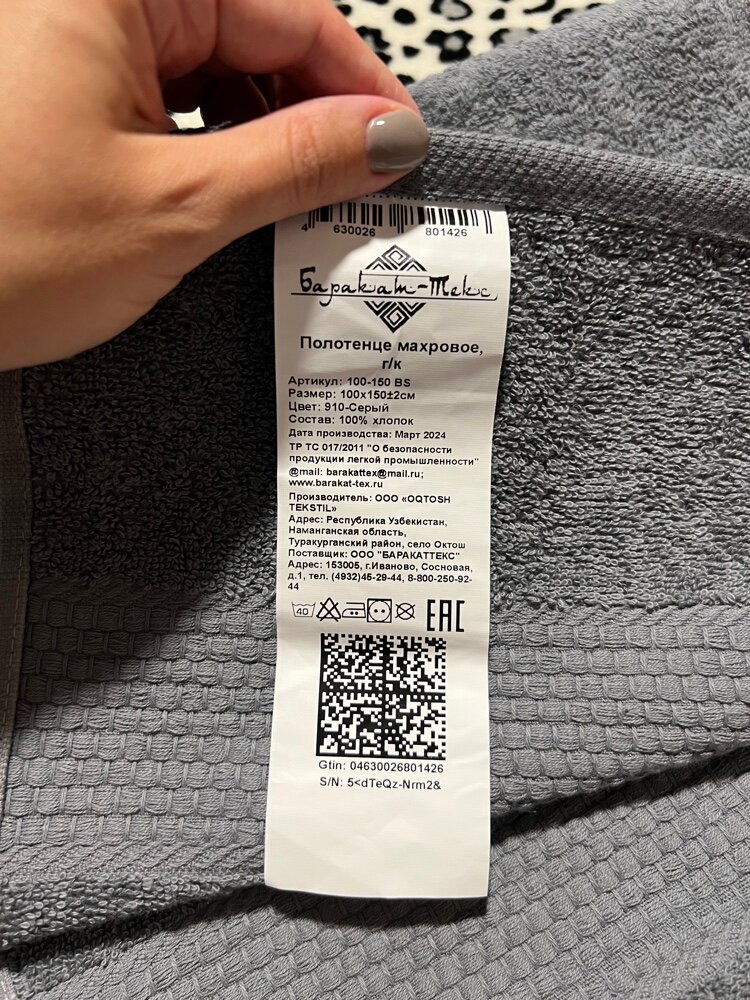 4 630026 801426
Баракат-Текс
Полотенце махровое,
г/к
Артикул: 100-150 BS
Размер: 100х150±2см
Цвет: 910-Серый
Состав: 100% хлопок
Дата производства: Март 2024
ТР ТС 017/2011 "О безопасности
продукции легкой промышленности"
@mail: barakattex@mail.ru;
www.barakat-tex.ru
Производитель: ООО «OQTOSH
TEKSTIL»
Адрес: Республика Узбекистан,
Наманганская область,
Туракурганский район, село Октош
Поставщик: ООО "БАРАКАТТЕКС"
Адрес: 153005, г.Иваново, Сосновая,
д.1, тел. (4932)45-29-44, 8-800-250-92-
44
40 EAC
Gtin: 04630026801426
S/N: 5<dTeQz-Nrm2&